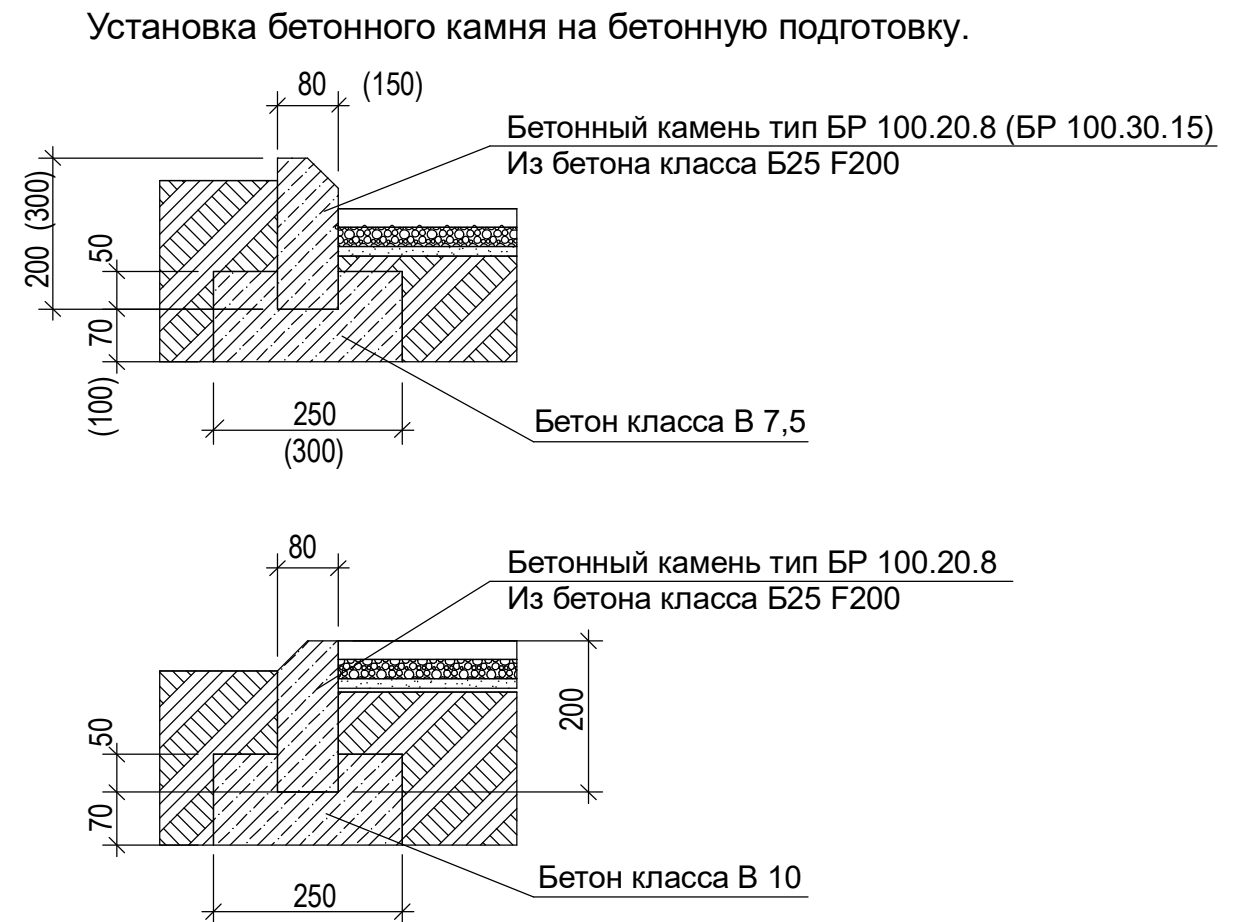 Установка бетонного камня на бетонную подготовку.
80 (150)
Бетонный камень тип БР 100.20.8 (БР 100.30.15)
Из бетона класса Б25 F200
200 (300)
50
70
(100)
250
(300)
Бетон класса В 7,5
80
Бетонный камень тип БР 100.20.8
Из бетона класса Б25 F200
50
200
70
250
Бетон класса В 10